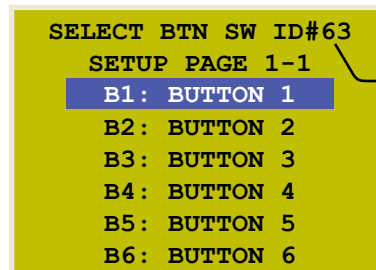 SELECT BTN SW ID#63
SETUP PAGE 1-1
B1: BUTTON 1
B2: BUTTON 2
B3: BUTTON 3
B4: BUTTON 4
B5: BUTTON 5
B6: BUTTON 6